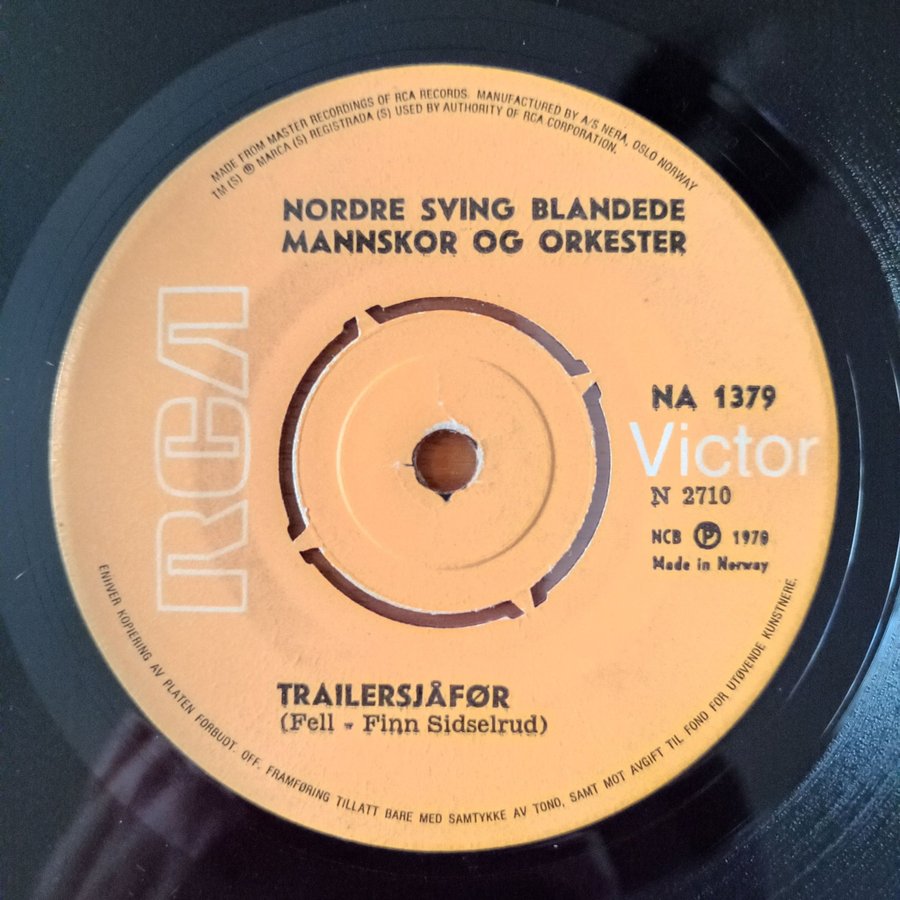 MADE FROM MASTER RECORDINGS OF RCA RECORDS. MANUFACTURED BY A/S NERA, OSLO NORWAY
TM (S) ® MARCA (S) REGISTRADA (S) USED BY AUTHORITY OF RCA CORPORATION.
NORDRE SVING BLANDEDE
MANNSKOR OG ORKESTER
RCA
NA 1379
Victor
N 2710
NCB Ⓟ 1970
Made in Norway
TRAILERSJÅFØR
(Fell - Finn Sidselrud)
ENHVER KOPIERING AV PLATEN FORBUDT. OFF. FRAMFØRING TILLATT BARE MED SAMTYKKE AV TONO, SAMT MOT AVGIFT TIL FOND FOR UTØVENDE KUNSTNERE.